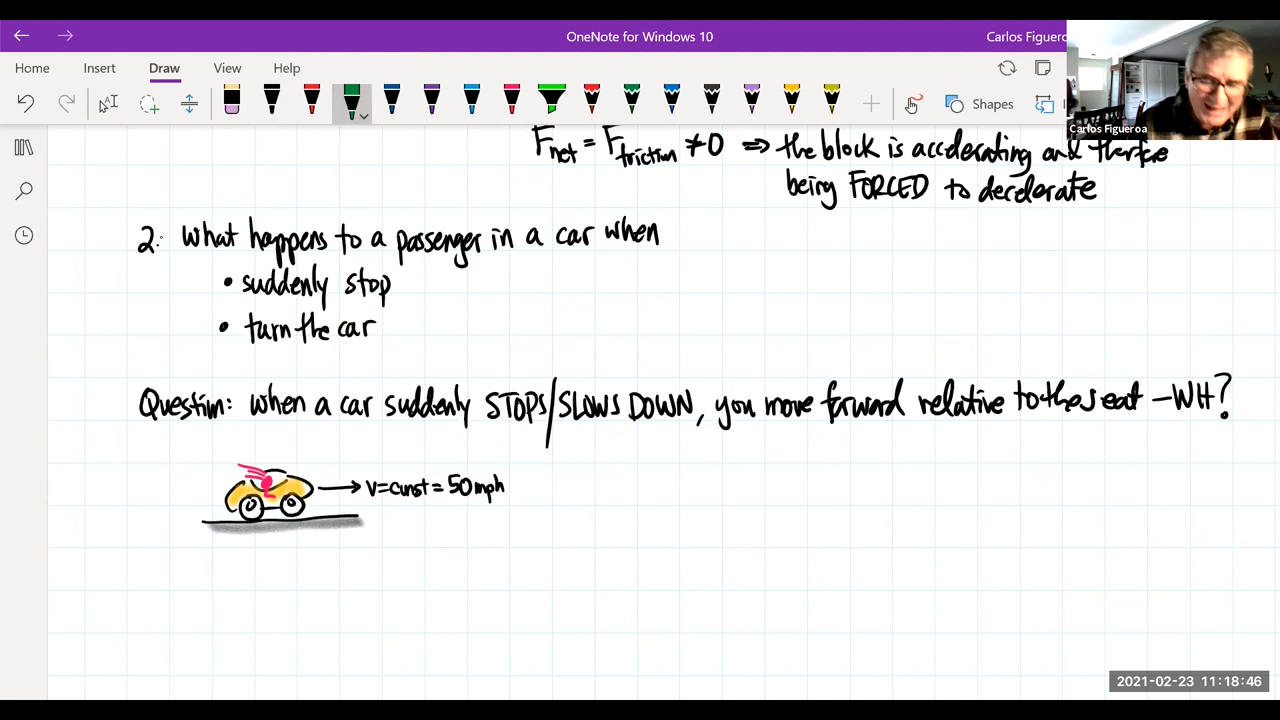 OneNote for Windows 10
Carlos Figuero
Home Insert Draw View Help
Shapes
Carlos Figueroa
Fnet = Ffriction ≠ 0 ⇒ the block is accelerating and therefore
being FORCED to decelerate
2. What happens to a passenger in a car when
• suddenly stop
• turn the car
Question: when a car suddenly STOPS/SLOWS DOWN, you move forward relative to the seat – WH?
v=const = 50mph
2021-02-23 11:18:46